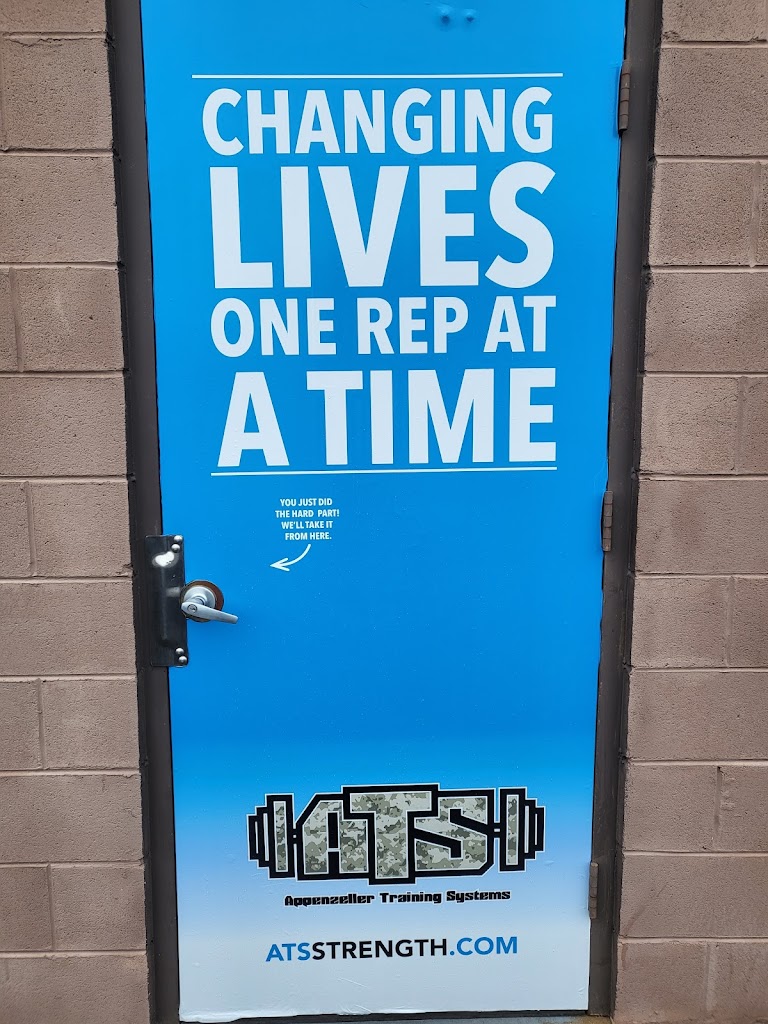 CHANGING
LIVES
ONE REP AT
A TIME
YOU JUST DID
THE HARD PART!
WE'LL TAKE IT
FROM HERE.
ATS
Appenzeller Training Systems
ATSSTRENGTH.COM